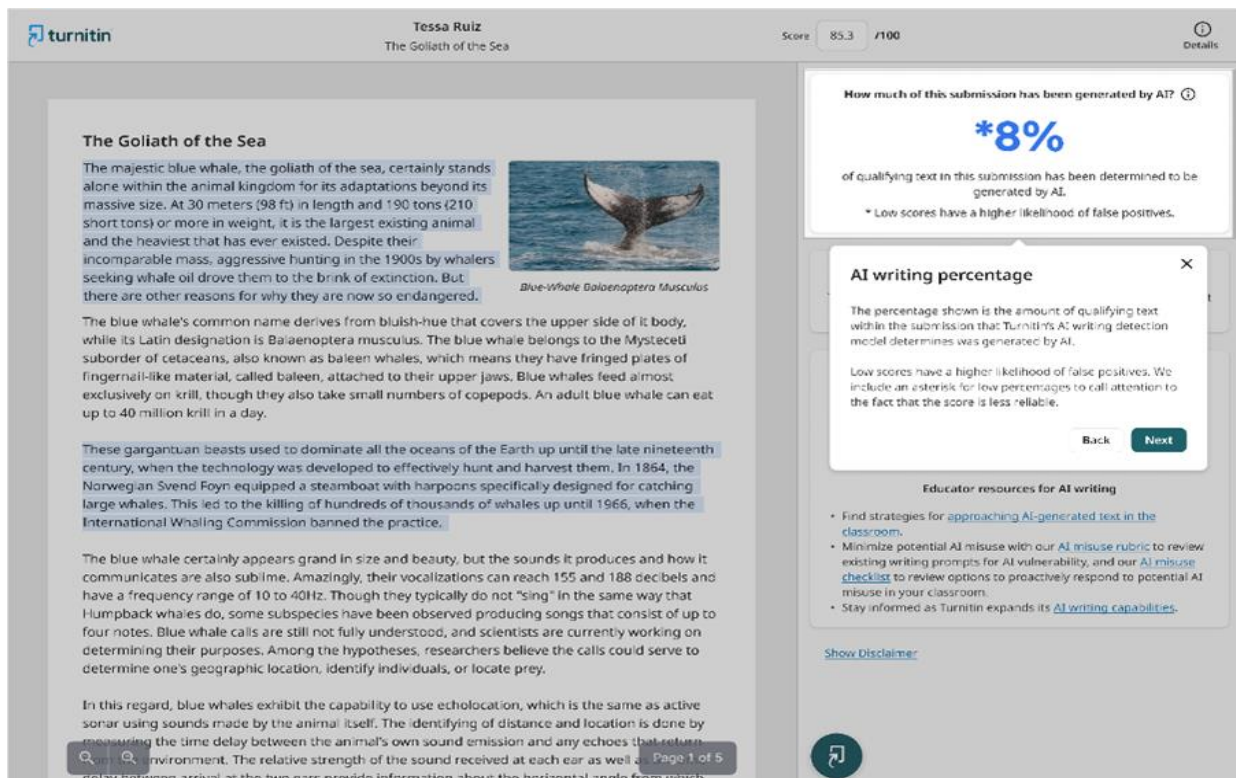 turnitin
Tessa Ruiz
The Goliath of the Sea
Score 85.3 /100
Details
The Goliath of the Sea
The majestic blue whale, the goliath of the sea, certainly stands
alone within the animal kingdom for its adaptations beyond its
massive size. At 30 meters (98 ft) in length and 190 tons (210
short tons) or more in weight, it is the largest existing animal
and the heaviest that has ever existed. Despite their
incomparable mass, aggressive hunting in the 1900s by whalers
seeking whale oil drove them to the brink of extinction. But
there are other reasons for why they are now so endangered.
Blue-Whale Balaenaptera Musculus
The blue whale's common name derives from bluish-hue that covers the upper side of it body,
while its Latin designation is Balaenoptera musculus. The blue whale belongs to the Mysteceti
suborder of cetaceans, also known as baleen whales, which means they have fringed plates of
fingernail-like material, called baleen, attached to their upper jaws. Blue whales feed almost
exclusively on krill, though they also take small numbers of copepods. An adult blue whale can eat
up to 40 million krill in a day.
These gargantuan beasts used to dominate all the oceans of the Earth up until the late nineteenth
century, when the technology was developed to effectively hunt and harvest them. In 1864, the
Norwegian Svend Foyn equipped a steamboat with harpoons specifically designed for catching
large whales. This led to the killing of hundreds of thousands of whales up until 1966, when the
International Whaling Commission banned the practice.
The blue whale certainly appears grand in size and beauty, but the sounds it produces and how it
communicates are also sublime. Amazingly, their vocalizations can reach 155 and 188 decibels and
have a frequency range of 10 to 40Hz. Though they typically do not "sing" in the same way that
Humpback whales do, some subspecies have been observed producing songs that consist of up to
four notes. Blue whale calls are still not fully understood, and scientists are currently working on
determining their purposes. Among the hypotheses, researchers believe the calls could serve to
determine one's geographic location, identify individuals, or locate prey.
In this regard, blue whales exhibit the capability to use echolocation, which is the same as active
sonar using sounds made by the animal itself. The identifying of distance and location is done by
measuring the time delay between the animal's own sound emission and any echoes that return
environment. The relative strength of the sound received at each ear as well as
delay between arrival at the two ears provide information about the horizontal angle from which
Page 1 of 5
How much of this submission has been generated by AI?
*8%
of qualifying text in this submission has been determined to be
generated by AI.
* Low scores have a higher likelihood of false positives.
AI writing percentage
The percentage shown is the amount of qualifying text
within the submission that Turnitin's AI writing detection
model determines was generated by AI.
Low scores have a higher likelihood of false positives. We
include an asterisk for low percentages to call attention to
the fact that the score is less reliable.
Back Next
Educator resources for AI writing
• Find strategies for approaching AI-generated text in the
classroom.
• Minimize potential AI misuse with our AI misuse rubric to review
existing writing prompts for AI vulnerability, and our AI misuse
checklist to review options to proactively respond to potential AI
misuse in your classroom.
• Stay informed as Turnitin expands its AI writing capabilities.
Show Disclaimer